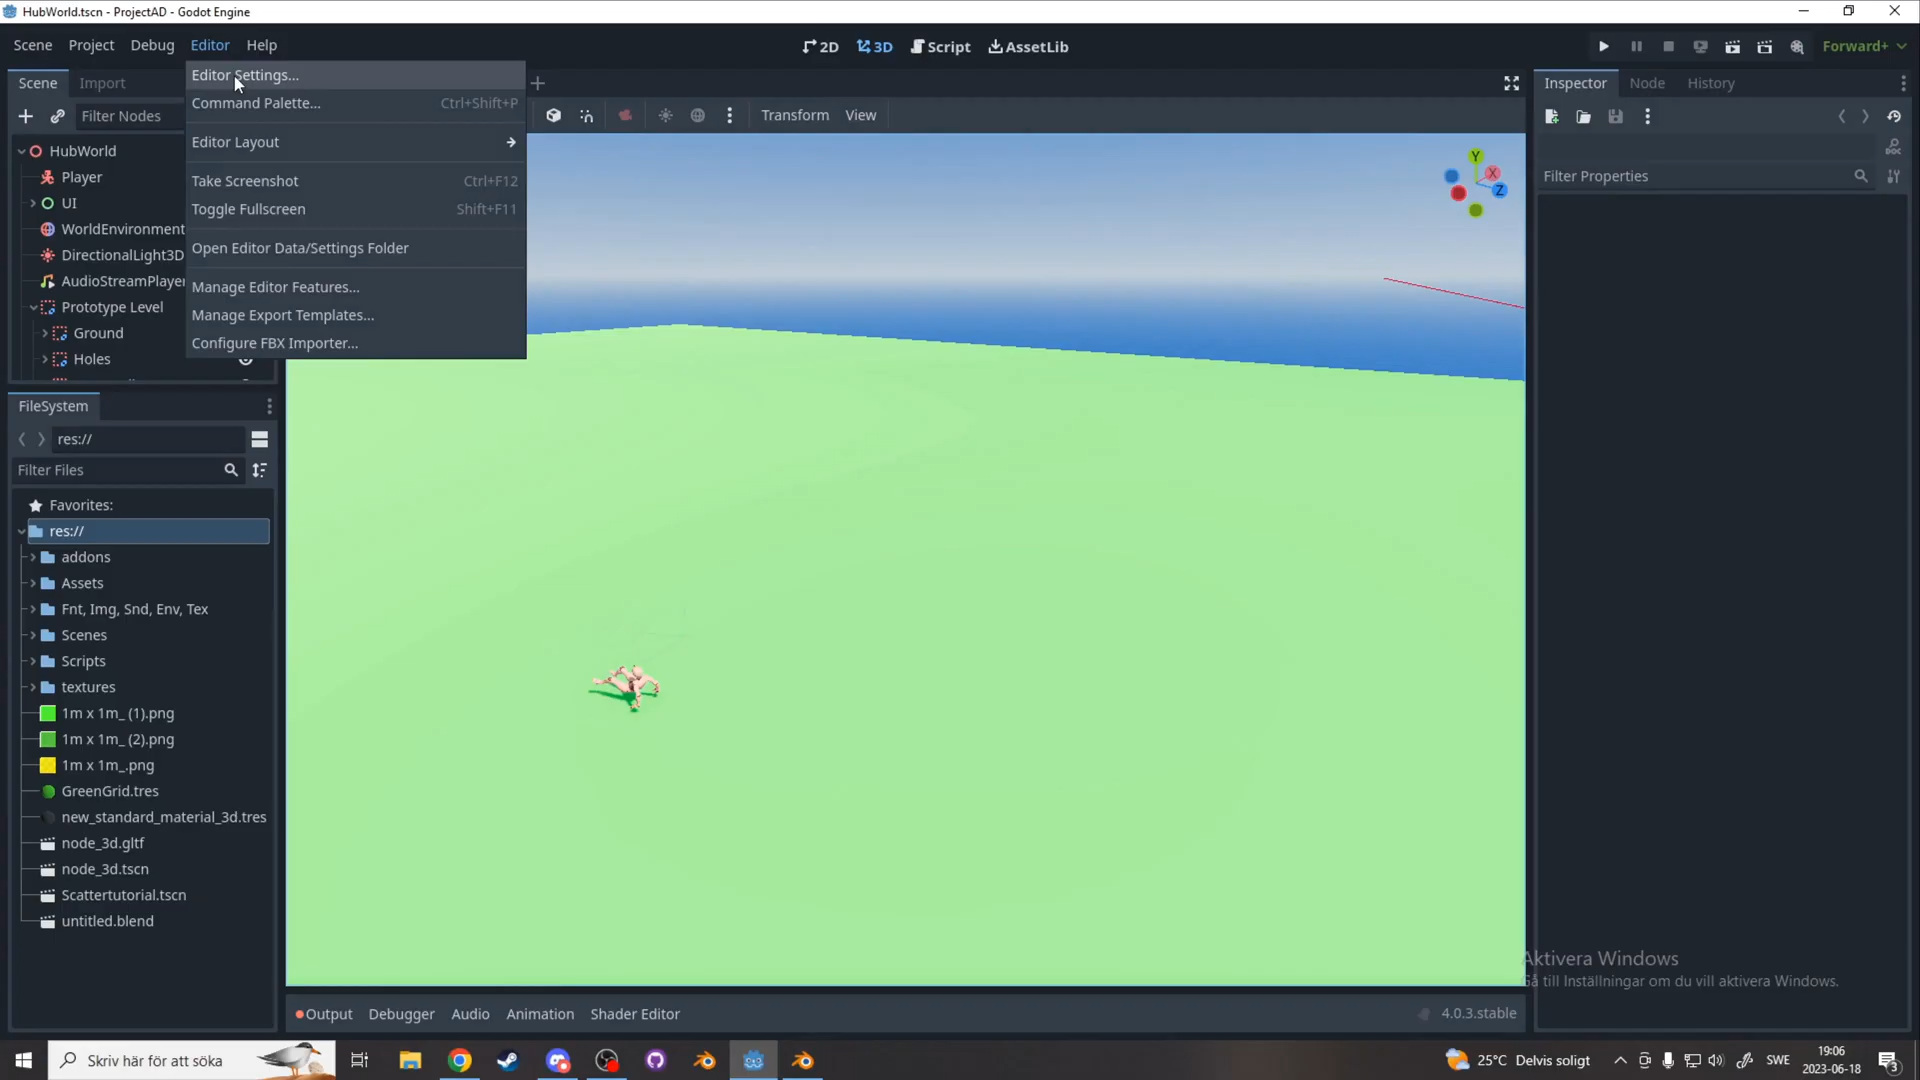 HubWorld.tscn - ProjectAD - Godot Engine
Scene Project Debug Editor Help
2D 3D Script AssetLib
Forward+
Scene Import
Editor Settings...
Command Palette... Ctrl+Shift+P
Editor Layout
Take Screenshot Ctrl+F12
Toggle Fullscreen Shift+F11
Open Editor Data/Settings Folder
Manage Editor Features...
Manage Export Templates...
Configure FBX Importer...
Filter Nodes
HubWorld
Player
UI
WorldEnvironment
DirectionalLight3D
AudioStreamPlayer
Prototype Level
Ground
Holes
Transform View
Y
X
Z
Inspector Node History
DOC
Filter Properties
FileSystem
res://
Filter Files
Favorites:
res://
addons
Assets
Fnt, Img, Snd, Env, Tex
Scenes
Scripts
textures
1m x 1m_ (1).png
1m x 1m_ (2).png
1m x 1m_.png
GreenGrid.tres
new_standard_material_3d.tres
node_3d.gltf
node_3d.tscn
Scattertutorial.tscn
untitled.blend
Output Debugger Audio Animation Shader Editor
4.0.3.stable
Aktivera Windows
Gå till Inställningar om du vill aktivera Windows.
Skriv här för att söka
25°C Delvis soligt
SWE
19:06
2023-06-18
3